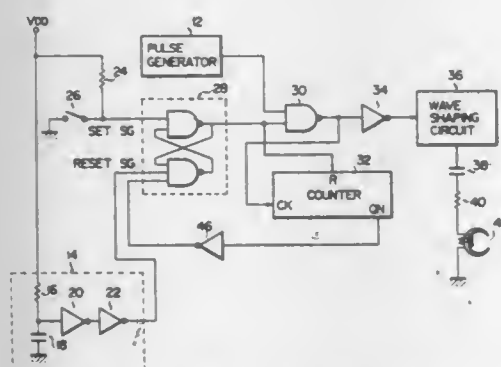 VDD
12
PULSE
GENERATOR
24
26
28
30
34
36
WAVE
SHAPING
CIRCUIT
SET SG
RESET SG
32
R
COUNTER
CK
QN
38
40
46
14
16
20
22
18